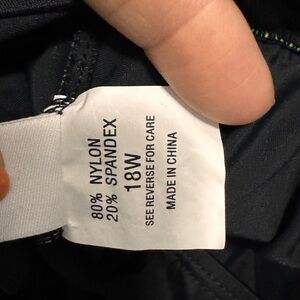 80% NYLON
20% SPANDEX
18W
SEE REVERSE FOR CARE
MADE IN CHINA